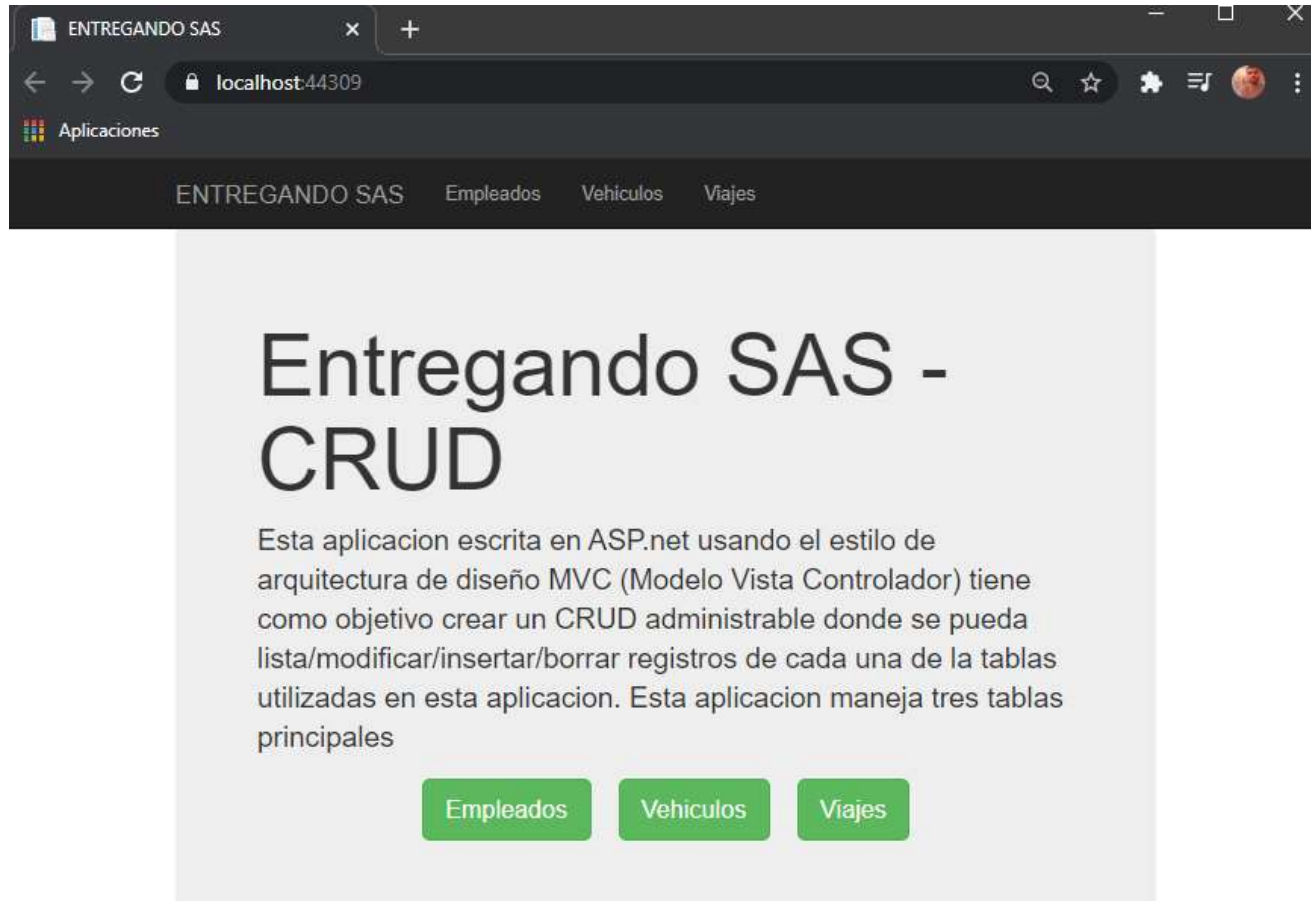 ENTREGANDO SAS
localhost:44309
Aplicaciones
ENTREGANDO SAS Empleados Vehiculos Viajes
Entregando SAS -
CRUD
Esta aplicacion escrita en ASP.net usando el estilo de
arquitectura de diseño MVC (Modelo Vista Controlador) tiene
como objetivo crear un CRUD administrable donde se pueda
lista/modificar/insertar/borrar registros de cada una de la tablas
utilizadas en esta aplicacion. Esta aplicacion maneja tres tablas
principales
Empleados Vehiculos Viajes